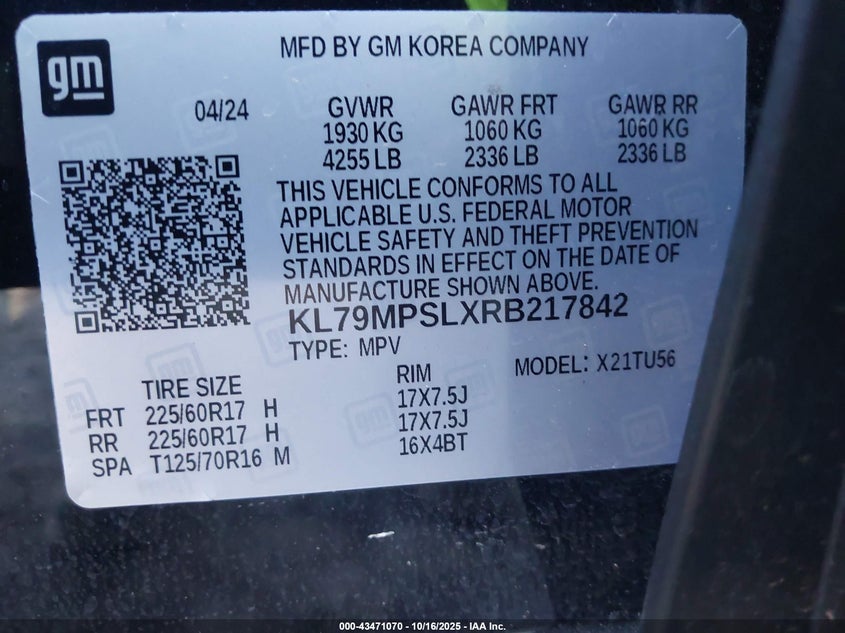 gm
MFD BY GM KOREA COMPANY
04/24
GVWR GAWR FRT GAWR RR
1930 KG 1060 KG 1060 KG
4255 LB 2336 LB 2336 LB
THIS VEHICLE CONFORMS TO ALL
APPLICABLE U.S. FEDERAL MOTOR
VEHICLE SAFETY AND THEFT PREVENTION
STANDARDS IN EFFECT ON THE DATE OF
MANUFACTURE SHOWN ABOVE.
KL79MPSLXRB217842
TYPE: MPV MODEL: X21TU56
TIRE SIZE RIM
FRT 225/60R17 H 17X7.5J
RR 225/60R17 H 17X7.5J
SPA T125/70R16 M 16X4BT
000-43471070 - 10/16/2025 - IAA Inc.